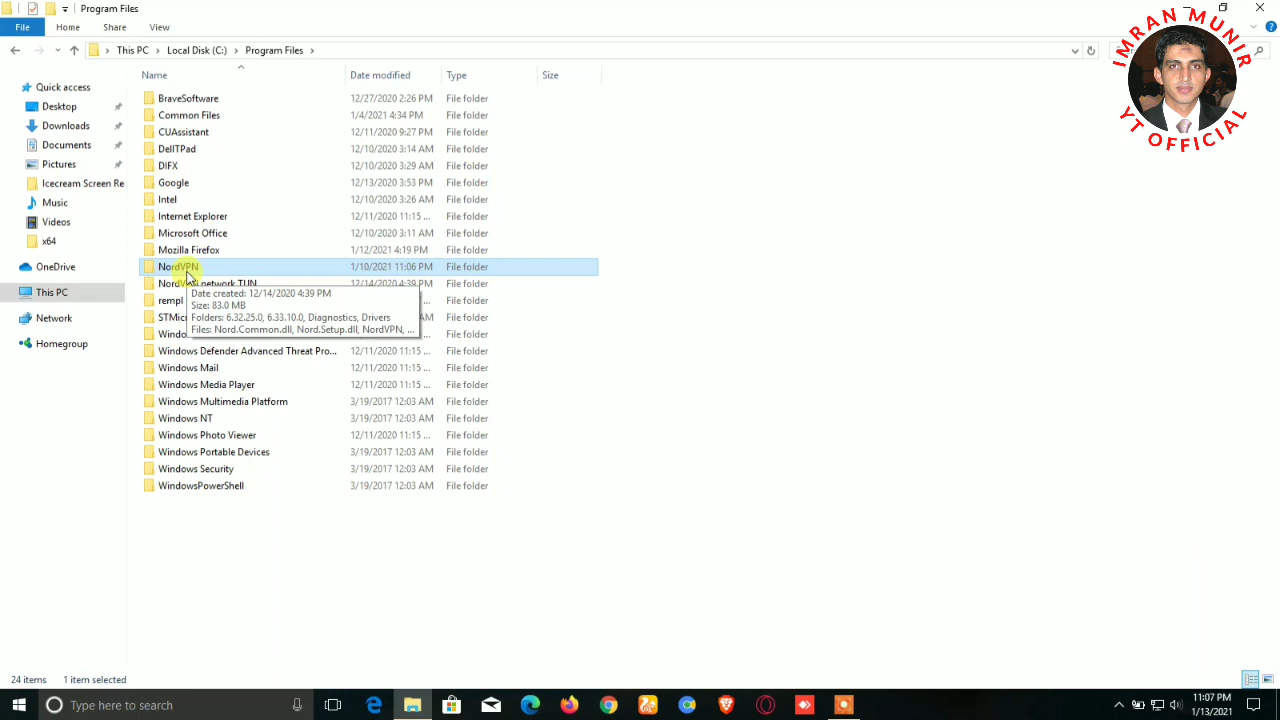 Program Files
File
Home
Share
View
This PC
Local Disk (C:)
Program Files
Name
Date modified
Type
Size
Quick access
Desktop
Downloads
Documents
Pictures
Icecream Screen Re
Music
Videos
x64
OneDrive
This PC
Network
Homegroup
BraveSoftware 12/27/2020 2:26 PM File folder
Common Files 1/4/2021 4:34 PM File folder
CUAssistant 12/11/2020 9:27 PM File folder
DellTPad 12/10/2020 3:14 AM File folder
DIFX 12/10/2020 3:29 AM File folder
Google 12/13/2020 3:53 PM File folder
Intel 12/10/2020 3:26 AM File folder
Internet Explorer 12/11/2020 11:15 ... File folder
Microsoft Office 12/10/2020 3:11 AM File folder
Mozilla Firefox 1/12/2021 4:19 PM File folder
NordVPN 1/10/2021 11:06 PM File folder
network TUN 12/14/2020 4:39 PM File folder
rempl File folder
STMic File folder
Windo File folder
Date created: 12/14/2020 4:39 PM
Size: 83.0 MB
Folders: 6.32.25.0, 6.33.10.0, Diagnostics, Drivers
Files: Nord.Common.dll, Nord.Setup.dll, NordVPN, ...
Windows Defender Advanced Threat Pro... 12/11/2020 11:15 ... File folder
Windows Mail 12/11/2020 11:15 ... File folder
Windows Media Player 12/11/2020 11:15 ... File folder
Windows Multimedia Platform 3/19/2017 12:03 AM File folder
Windows NT 3/19/2017 12:03 AM File folder
Windows Photo Viewer 12/11/2020 11:15 ... File folder
Windows Portable Devices 3/19/2017 12:03 AM File folder
Windows Security 3/19/2017 12:03 AM File folder
WindowsPowerShell 3/19/2017 12:03 AM File folder
IMRAN MUNIR
YT OFFICIAL
24 items
1 item selected
Type here to search
11:07 PM
1/13/2021